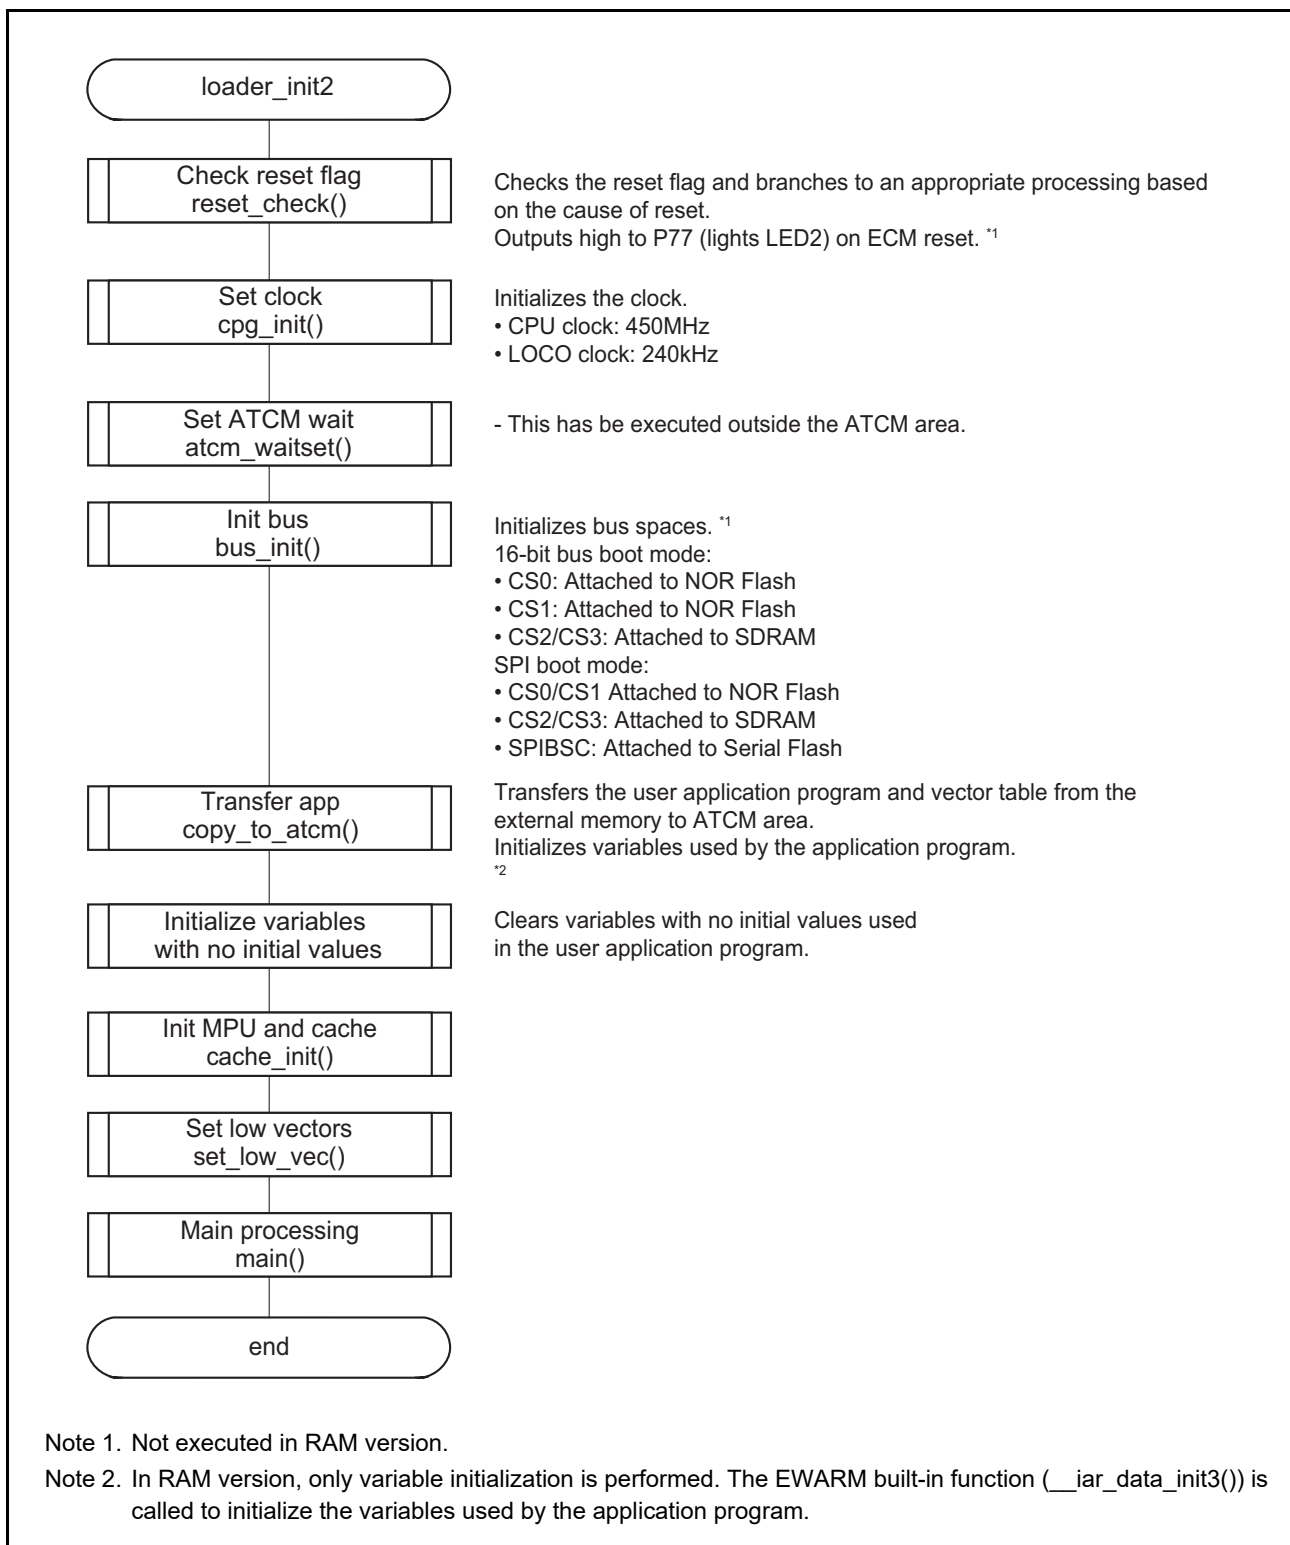 loader_init2
Check reset flag
reset_check()
Checks the reset flag and branches to an appropriate processing based
on the cause of reset.
Outputs high to P77 (lights LED2) on ECM reset. *1
Set clock
cpg_init()
Initializes the clock.
• CPU clock: 450MHz
• LOCO clock: 240kHz
Set ATCM wait
atcm_waitset()
- This has be executed outside the ATCM area.
Init bus
bus_init()
Initializes bus spaces. *1
16-bit bus boot mode:
• CS0: Attached to NOR Flash
• CS1: Attached to NOR Flash
• CS2/CS3: Attached to SDRAM
SPI boot mode:
• CS0/CS1 Attached to NOR Flash
• CS2/CS3: Attached to SDRAM
• SPIBSC: Attached to Serial Flash
Transfer app
copy_to_atcm()
Transfers the user application program and vector table from the
external memory to ATCM area.
Initializes variables used by the application program.
*2
Initialize variables
with no initial values
Clears variables with no initial values used
in the user application program.
Init MPU and cache
cache_init()
Set low vectors
set_low_vec()
Main processing
main()
end
Note 1. Not executed in RAM version.
Note 2. In RAM version, only variable initialization is performed. The EWARM built-in function (__iar_data_init3()) is
called to initialize the variables used by the application program.